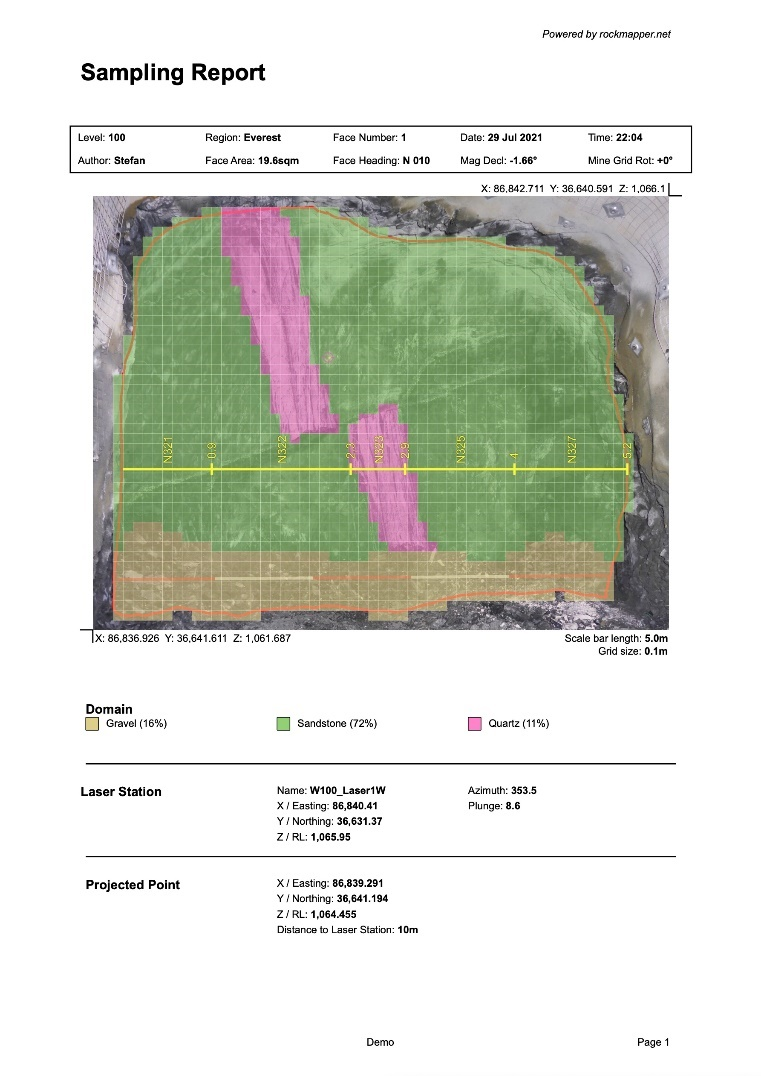 Powered by rockmapper.net
Sampling Report
Level: 100 Region: Everest Face Number: 1 Date: 29 Jul 2021 Time: 22:04
Author: Stefan Face Area: 19.6sqm Face Heading: N 010 Mag Decl: -1.66° Mine Grid Rot: +0°
X: 86,842.711 Y: 36,640.591 Z: 1,066.1
N321 0.9 N322 2.3 N323 2.9 N325 4 N327 5.2
X: 86,836.926 Y: 36,641.611 Z: 1,061.687
Scale bar length: 5.0m
Grid size: 0.1m
Domain
Gravel (16%) Sandstone (72%) Quartz (11%)
Laser Station
Name: W100_Laser1W Azimuth: 353.5
X / Easting: 86,840.41 Plunge: 8.6
Y / Northing: 36,631.37
Z / RL: 1,065.95
Projected Point
X / Easting: 86,839.291
Y / Northing: 36,641.194
Z / RL: 1,064.455
Distance to Laser Station: 10m
Demo Page 1